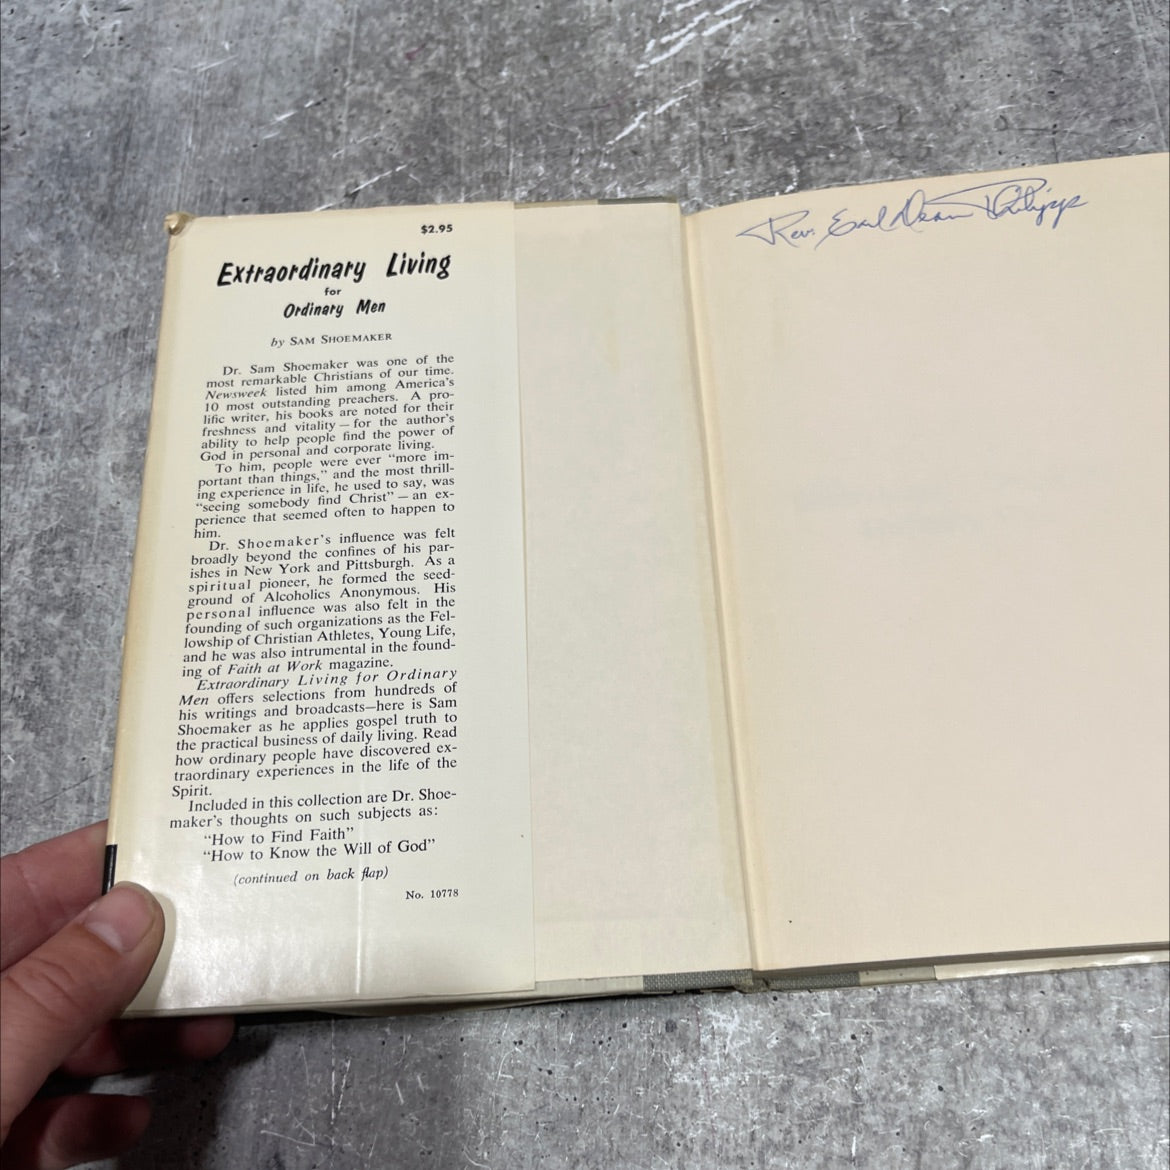 $2.95
Extraordinary Living
for
Ordinary Men
by SAM SHOEMAKER
Dr. Sam Shoemaker was one of the
most remarkable Christians of our time.
Newsweek listed him among America's
10 most outstanding preachers. A pro-
lific writer, his books are noted for their
freshness and vitality — for the author's
ability to help people find the power of
God in personal and corporate living.
To him, people were ever "more im-
portant than things," and the most thrill-
ing experience in life, he used to say, was
"seeing somebody find Christ" — an ex-
perience that seemed often to happen to
him.
Dr. Shoemaker's influence was felt
broadly beyond the confines of his par-
ishes in New York and Pittsburgh. As a
spiritual pioneer, he formed the seed-
ground of Alcoholics Anonymous. His
personal influence was also felt in the
founding of such organizations as the Fel-
lowship of Christian Athletes, Young Life,
and he was also intrumental in the found-
ing of Faith at Work magazine.
Extraordinary Living for Ordinary
Men offers selections from hundreds of
his writings and broadcasts—here is Sam
Shoemaker as he applies gospel truth to
the practical business of daily living. Read
how ordinary people have discovered ex-
traordinary experiences in the life of the
Spirit.
Included in this collection are Dr. Shoe-
maker's thoughts on such subjects as:
"How to Find Faith"
"How to Know the Will of God"
(continued on back flap)
No. 10778
Rev. Earl Dean Phillips